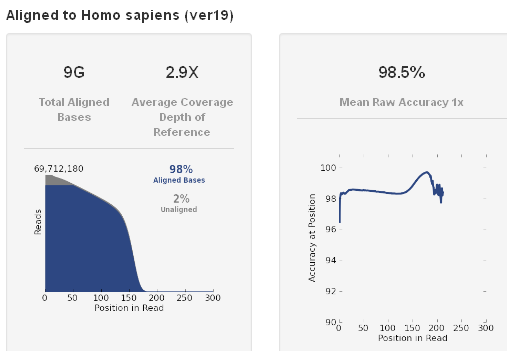 Aligned to Homo sapiens (ver19)
9G
Total Aligned
Bases
2.9X
Average Coverage
Depth of
Reference
69,712,180
98%
Aligned Bases
2%
Unaligned
Reads
0 50 100 150 200 250 300
Position in Read
98.5%
Mean Raw Accuracy 1x
100
98
96
94
92
90
Accuracy at Position
0 50 100 150 200 250 300
Position in Read